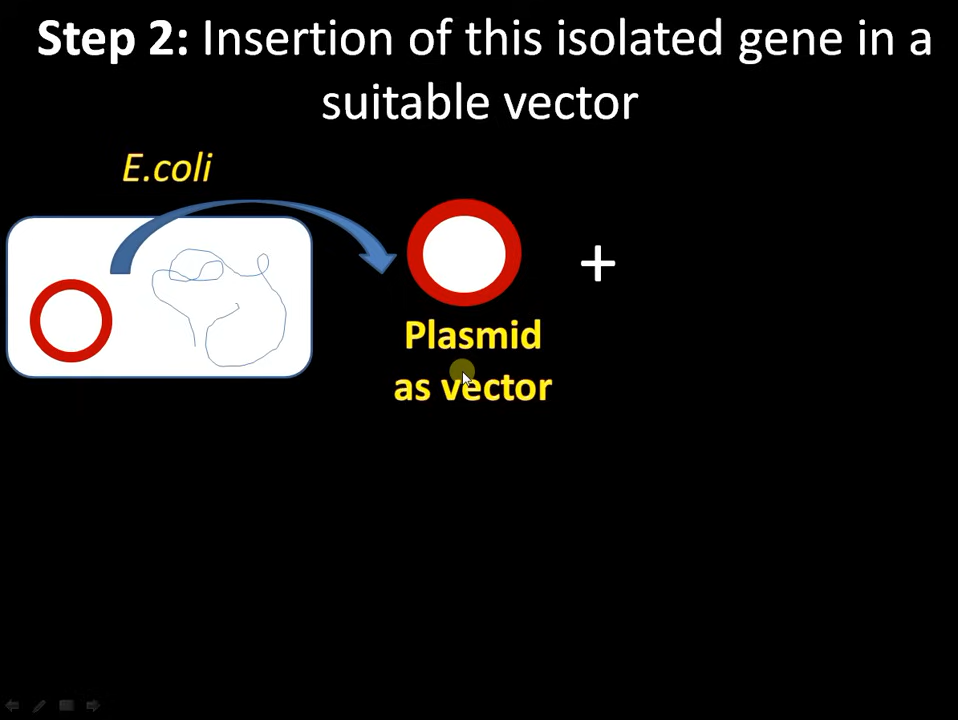 Step 2: Insertion of this isolated gene in a
suitable vector
E.coli
+
Plasmid
as vector